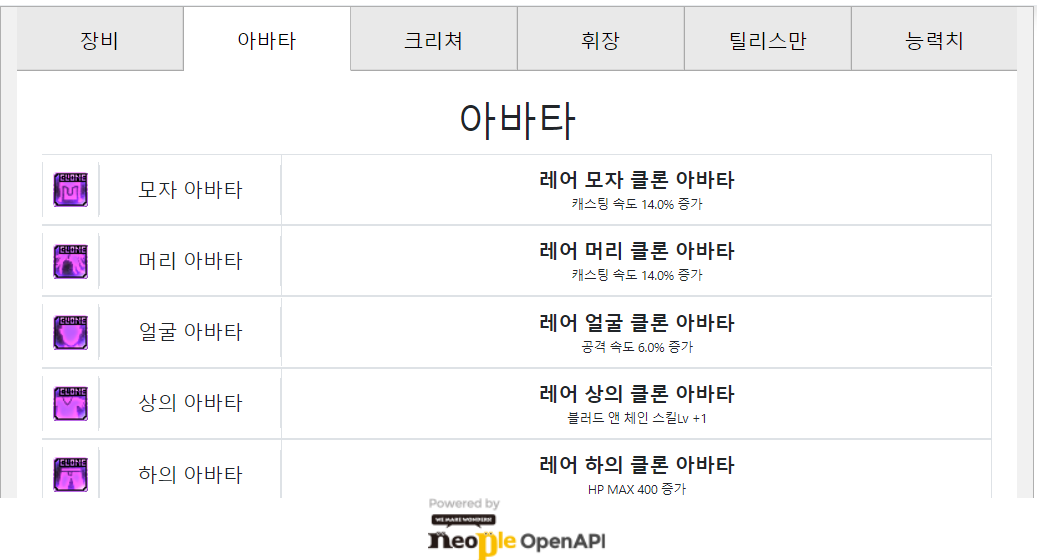 장비 아바타 크리쳐 휘장 틸리스만 능력치
아바타
CLONE 모자 아바타 레어 모자 클론 아바타
캐스팅 속도 14.0% 증가
CLONE 머리 아바타 레어 머리 클론 아바타
캐스팅 속도 14.0% 증가
CLONE 얼굴 아바타 레어 얼굴 클론 아바타
공격 속도 6.0% 증가
CLONE 상의 아바타 레어 상의 클론 아바타
블러드 앤 체인 스킬Lv +1
CLONE 하의 아바타 레어 하의 클론 아바타
HP MAX 400 증가
Powered by
WE MAKE WONDERS!
neople OpenAPI